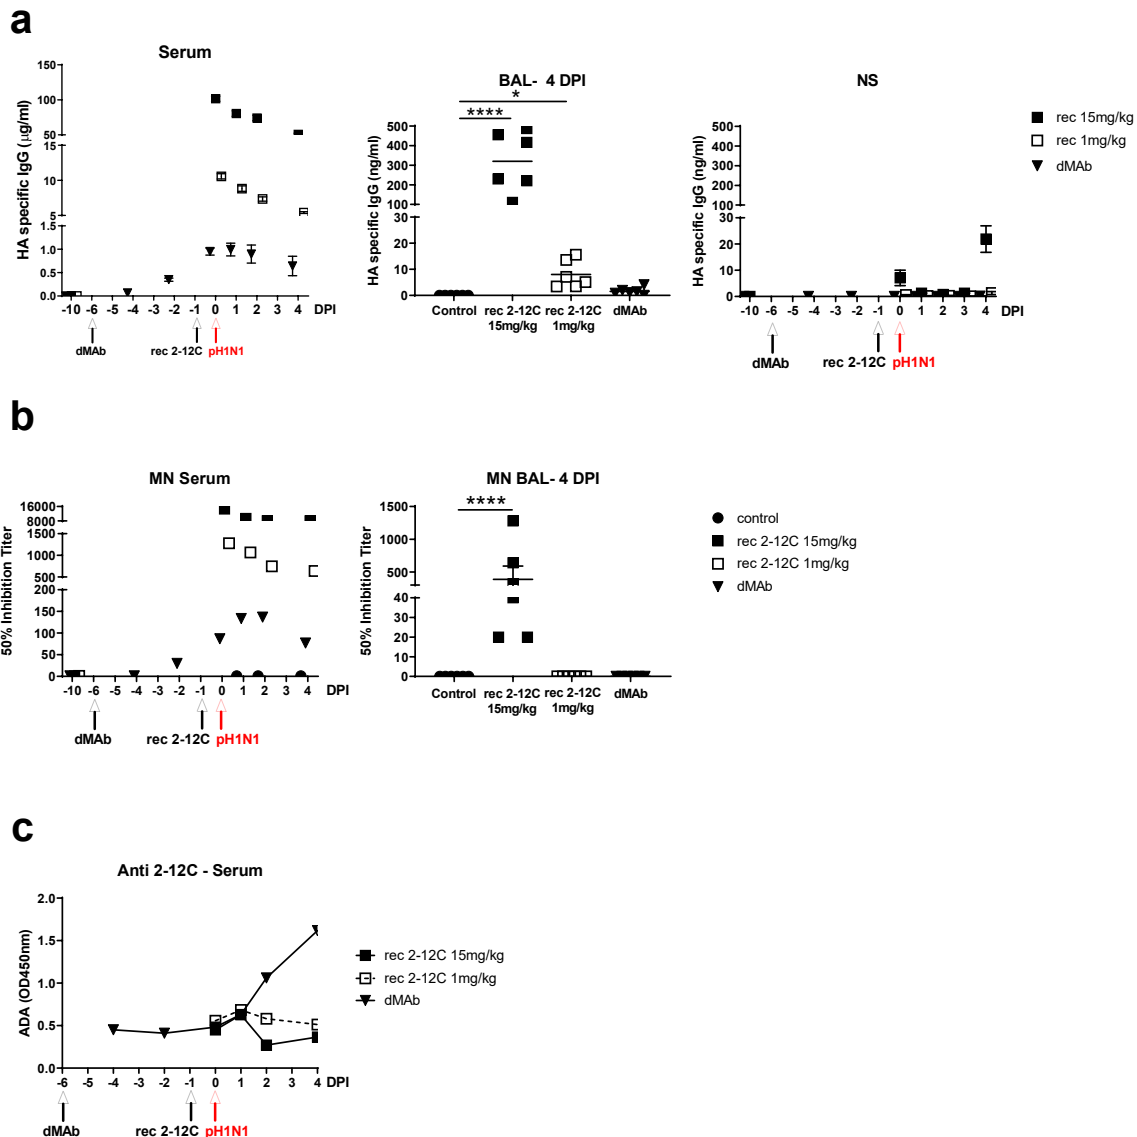 a
Serum
HA specific IgG (µg/ml)
150
100
50
15
10
5
1.5
1.0
0.5
0.0
-10 -6 -5 -4 -3 -2 -1 0 1 2 3 4 DPI
dMAb rec 2-12C pH1N1
BAL- 4 DPI
*
****
HA specific IgG (ng/ml)
500
400
300
200
100
30
20
10
0
Control rec 2-12C rec 2-12C dMAb
15mg/kg 1mg/kg
NS
HA specific IgG (ng/ml)
500
400
300
200
100
30
20
10
0
-10 -6 -5 -4 -3 -2 -1 0 1 2 3 4 DPI
dMAb rec 2-12C pH1N1
rec 15mg/kg
rec 1mg/kg
dMAb
b
MN Serum
50% Inhibition Titer
16000
8000
1500
1000
500
200
150
100
50
0
-10 -6 -5 -4 -3 -2 -1 0 1 2 3 4 DPI
dMAb rec 2-12C pH1N1
MN BAL- 4 DPI
****
50% Inhibition Titer
1500
1000
500
40
30
20
10
0
Control rec 2-12C rec 2-12C dMAb
15mg/kg 1mg/kg
control
rec 2-12C 15mg/kg
rec 2-12C 1mg/kg
dMAb
c
Anti 2-12C - Serum
ADA (OD450nm)
2.0
1.5
1.0
0.5
0.0
-6 -5 -4 -3 -2 -1 0 1 2 3 4 DPI
dMAb rec 2-12C pH1N1
rec 2-12C 15mg/kg
rec 2-12C 1mg/kg
dMAb